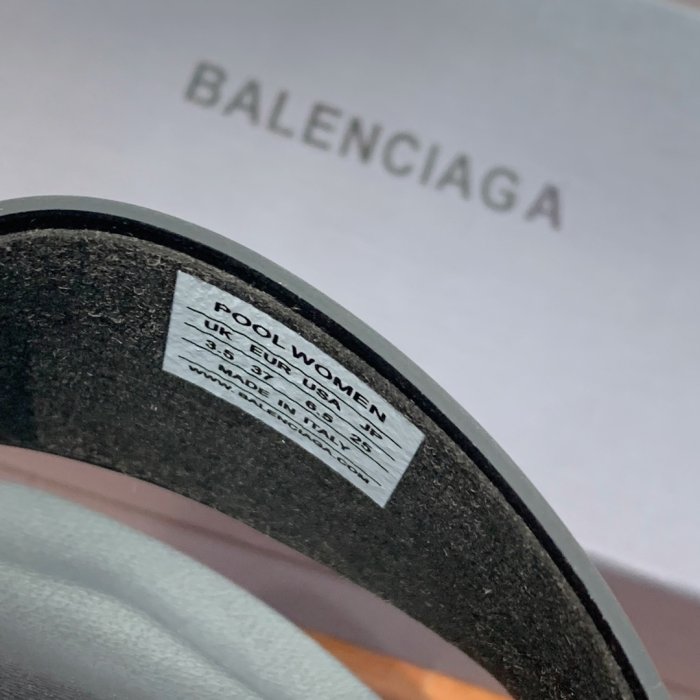 BALENCIAGA
POOL WOMEN
UK EUR USA JP
3.5 37 6.5 25
MADE IN ITALY
WWW.BALENCIAGA.COM